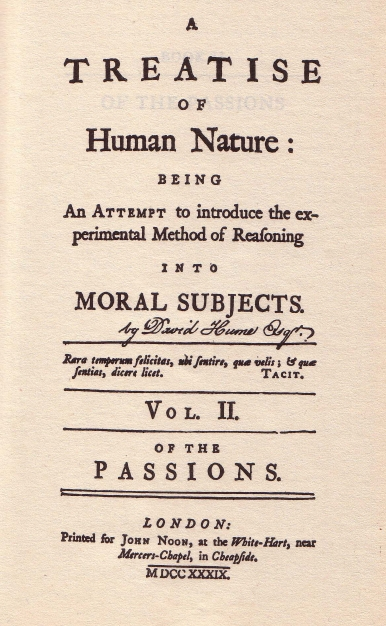 A
TREATISE
OF
Human Nature:
BEING
An ATTEMPT to introduce the ex-
perimental Method of Reaſoning
INTO
MORAL SUBJECTS.
by David Hume Esqr.
Rara temporum felicitas, ubi ſentire, quæ velis; & quæ
ſentias, dicere licet. TACIT.
VOL. II.
OF THE
PASSIONS.
LONDON:
Printed for JOHN NOON, at the White-Hart, near
Mercers-Chapel, in Cheapſide.
MDCCXXXIX.